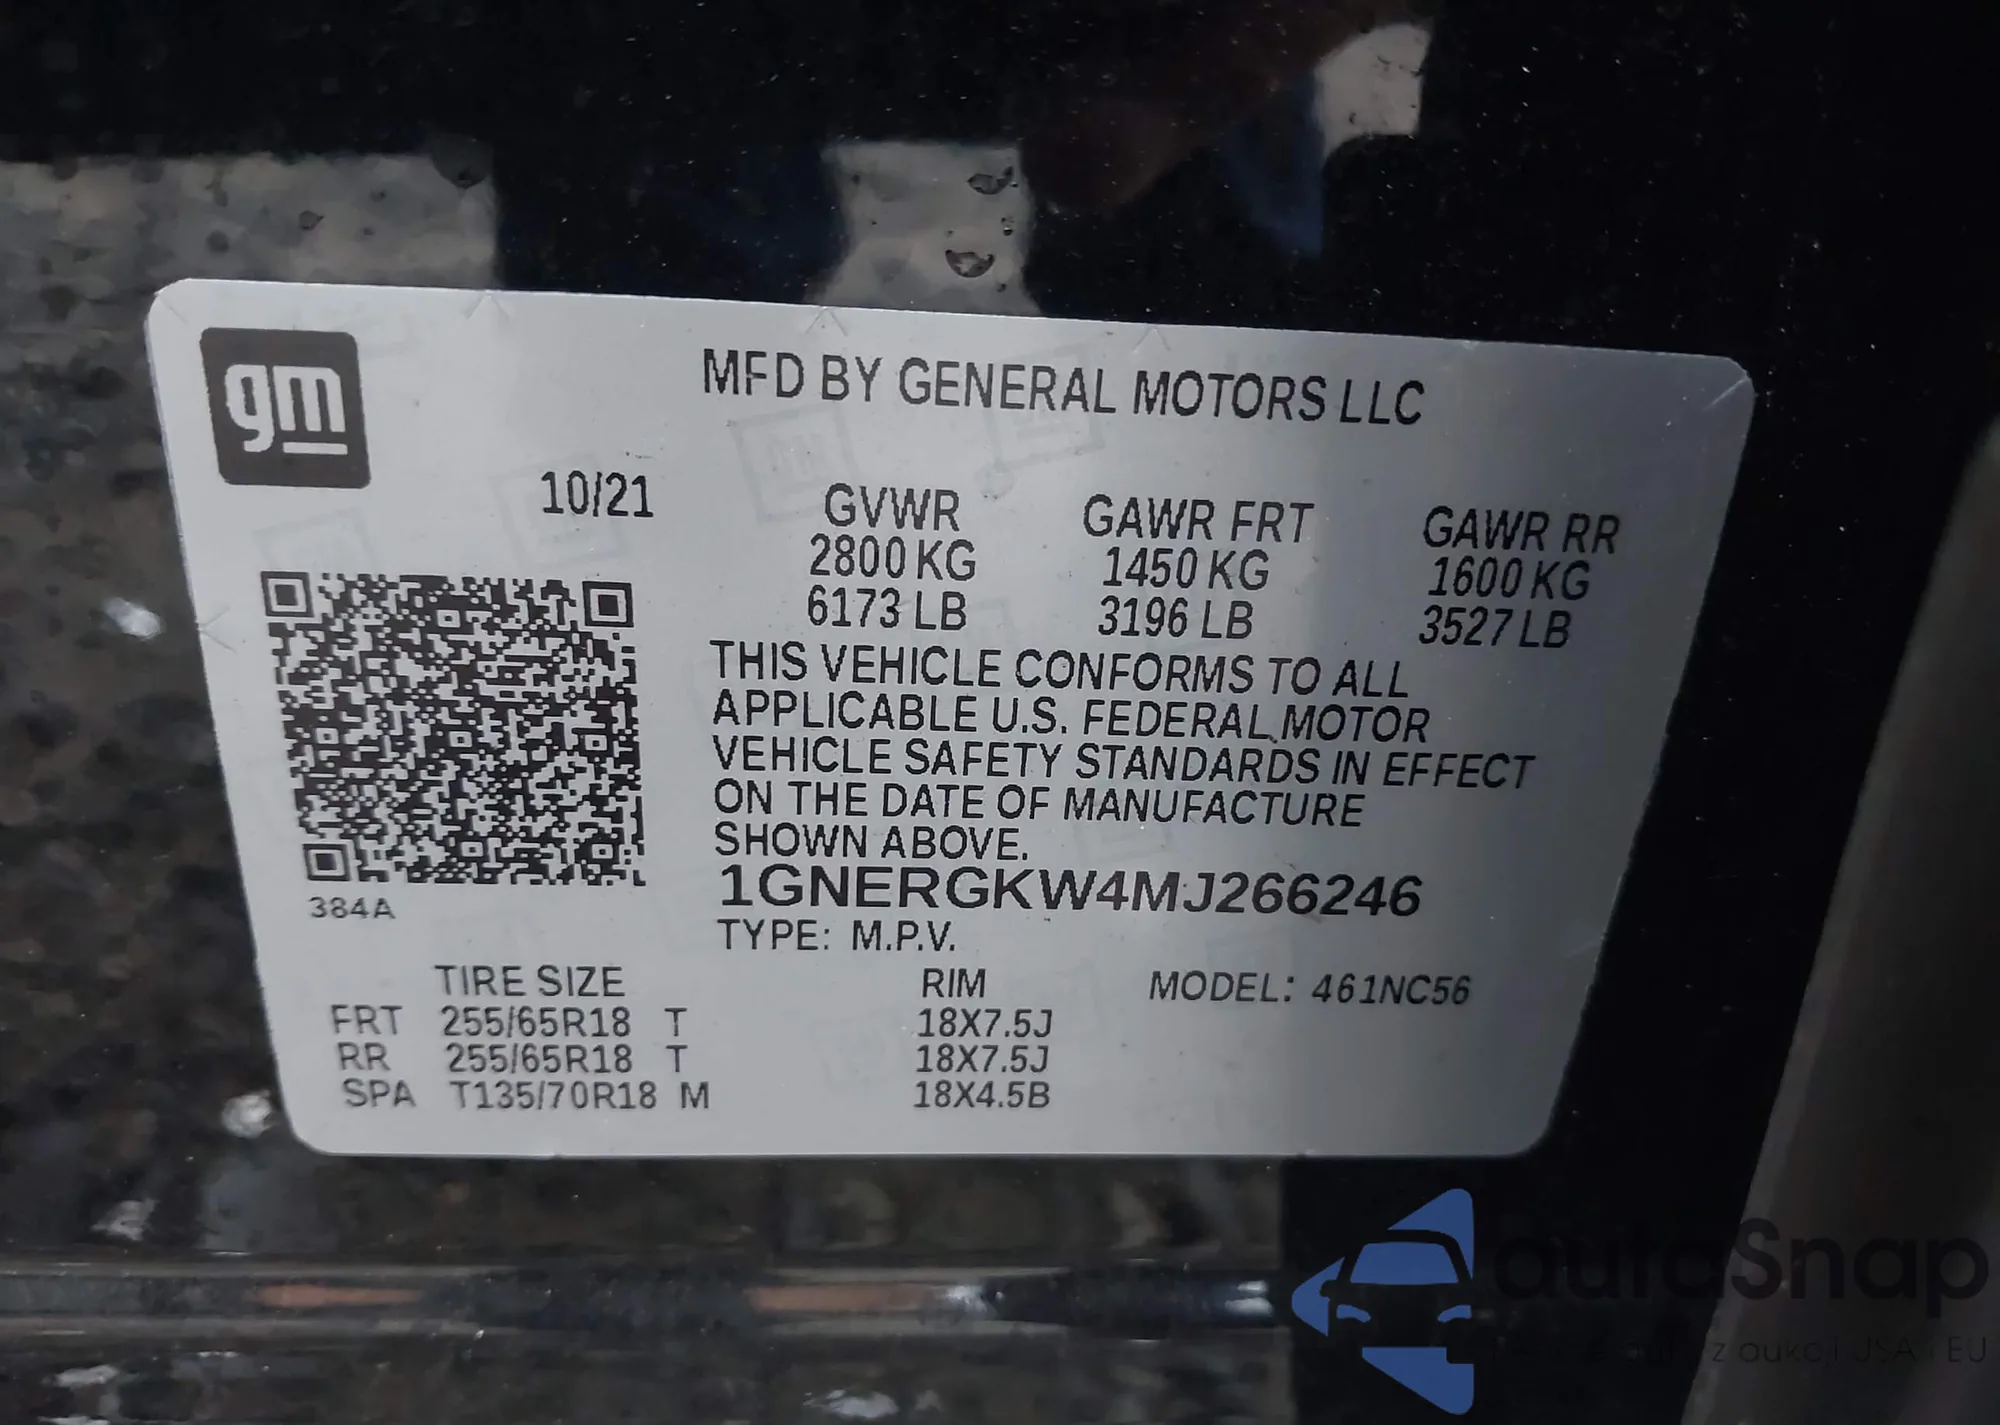 gm
MFD BY GENERAL MOTORS LLC
10/21
GVWR GAWR FRT GAWR RR
2800 KG 1450 KG 1600 KG
6173 LB 3196 LB 3527 LB
THIS VEHICLE CONFORMS TO ALL
APPLICABLE U.S. FEDERAL MOTOR
VEHICLE SAFETY STANDARDS IN EFFECT
ON THE DATE OF MANUFACTURE
SHOWN ABOVE.
1GNERGKW4MJ266246
384A
TYPE: M.P.V.
TIRE SIZE RIM MODEL: 461NC56
FRT 255/65R18 T 18X7.5J
RR 255/65R18 T 18X7.5J
SPA T135/70R18 M 18X4.5B
autoSnap
z aukcji USA EU